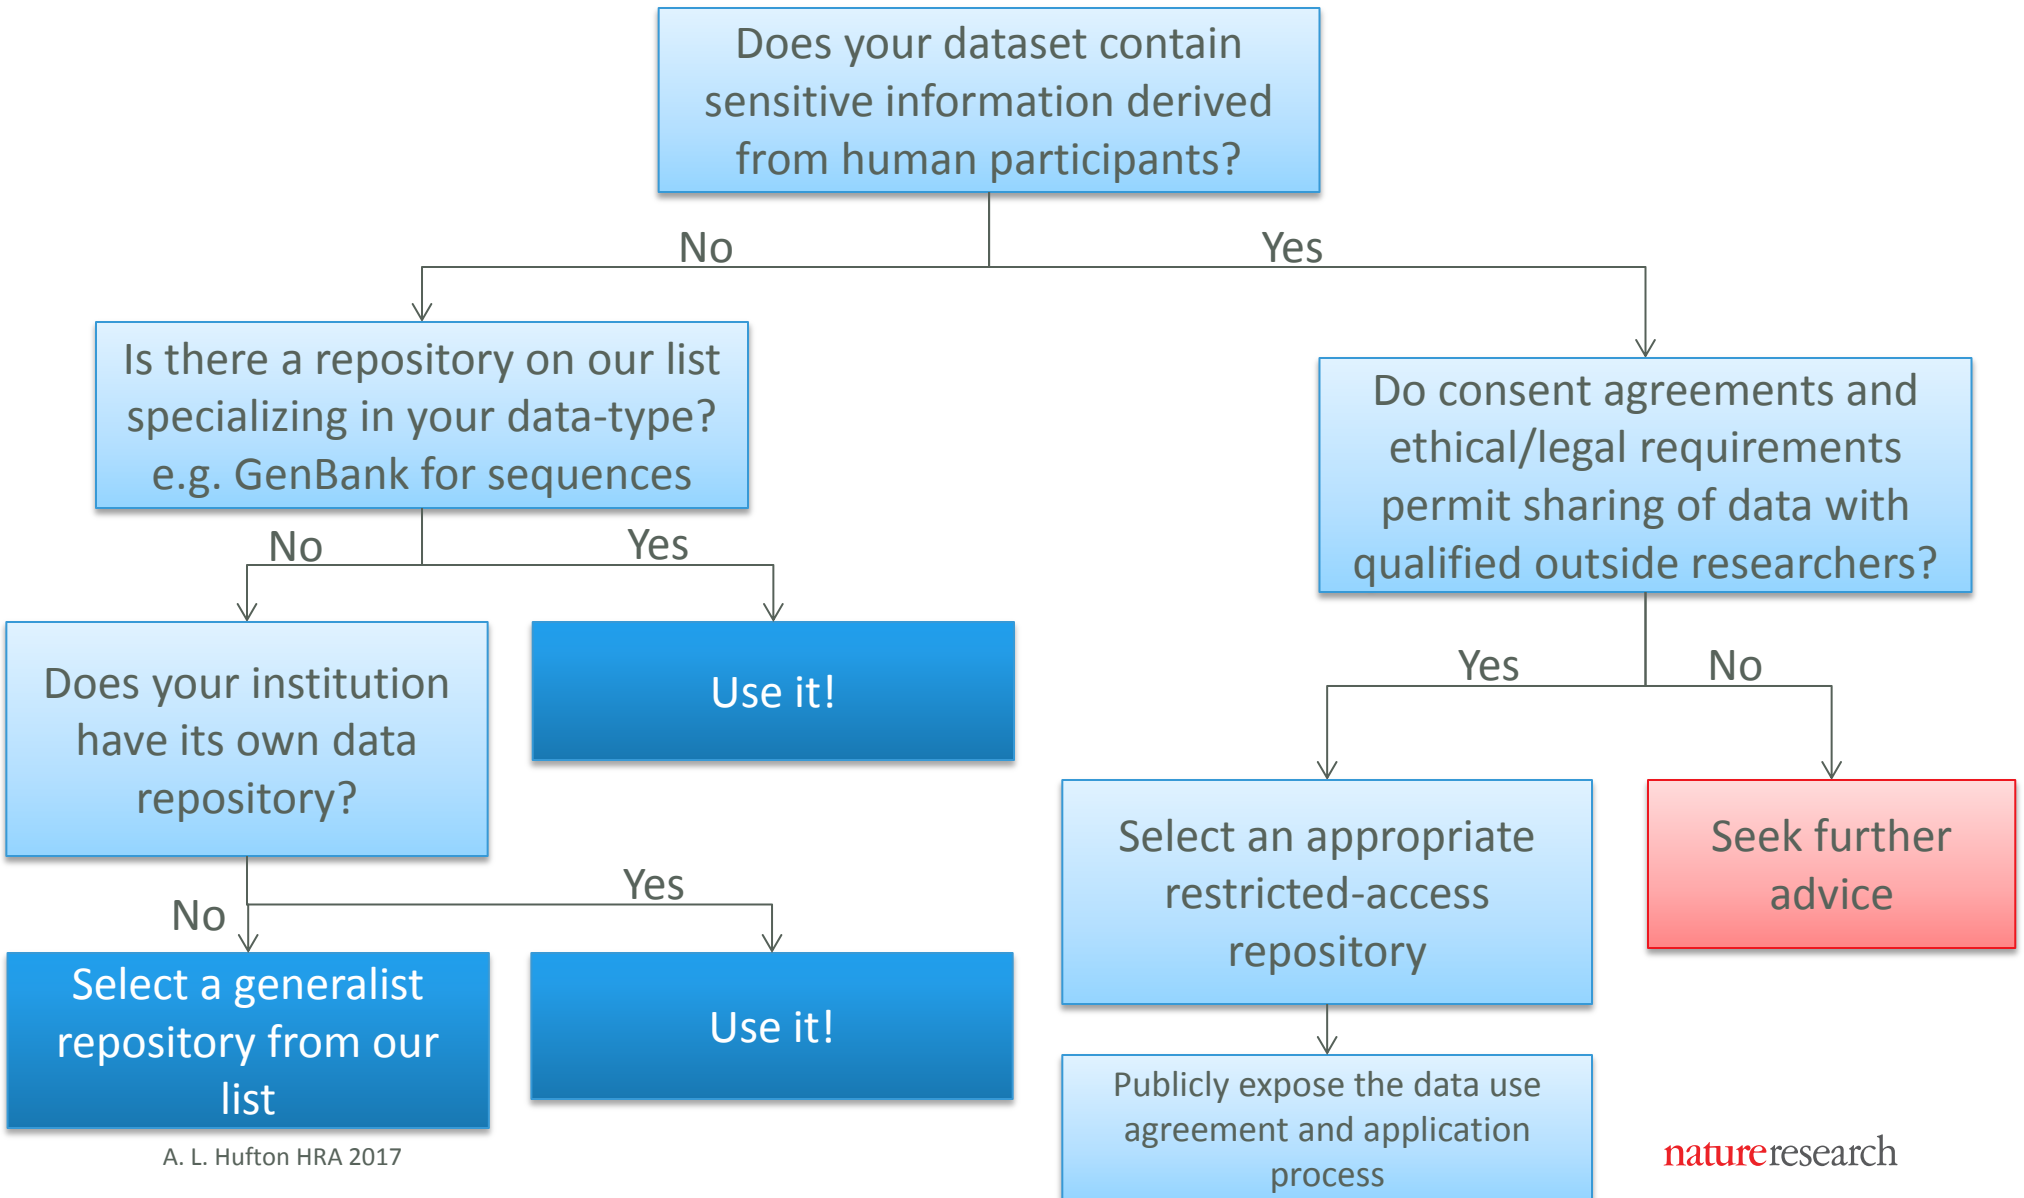 Does your dataset contain
sensitive information derived
from human participants?
No
Yes
Is there a repository on our list
specializing in your data-type?
e.g. GenBank for sequences
Do consent agreements and
ethical/legal requirements
permit sharing of data with
qualified outside researchers?
No
Yes
Does your institution
have its own data
repository?
Use it!
Yes
No
Select an appropriate
restricted-access
repository
Seek further
advice
No
Yes
Select a generalist
repository from our
list
Use it!
Publicly expose the data use
agreement and application
process
A. L. Hufton HRA 2017
natureresearch